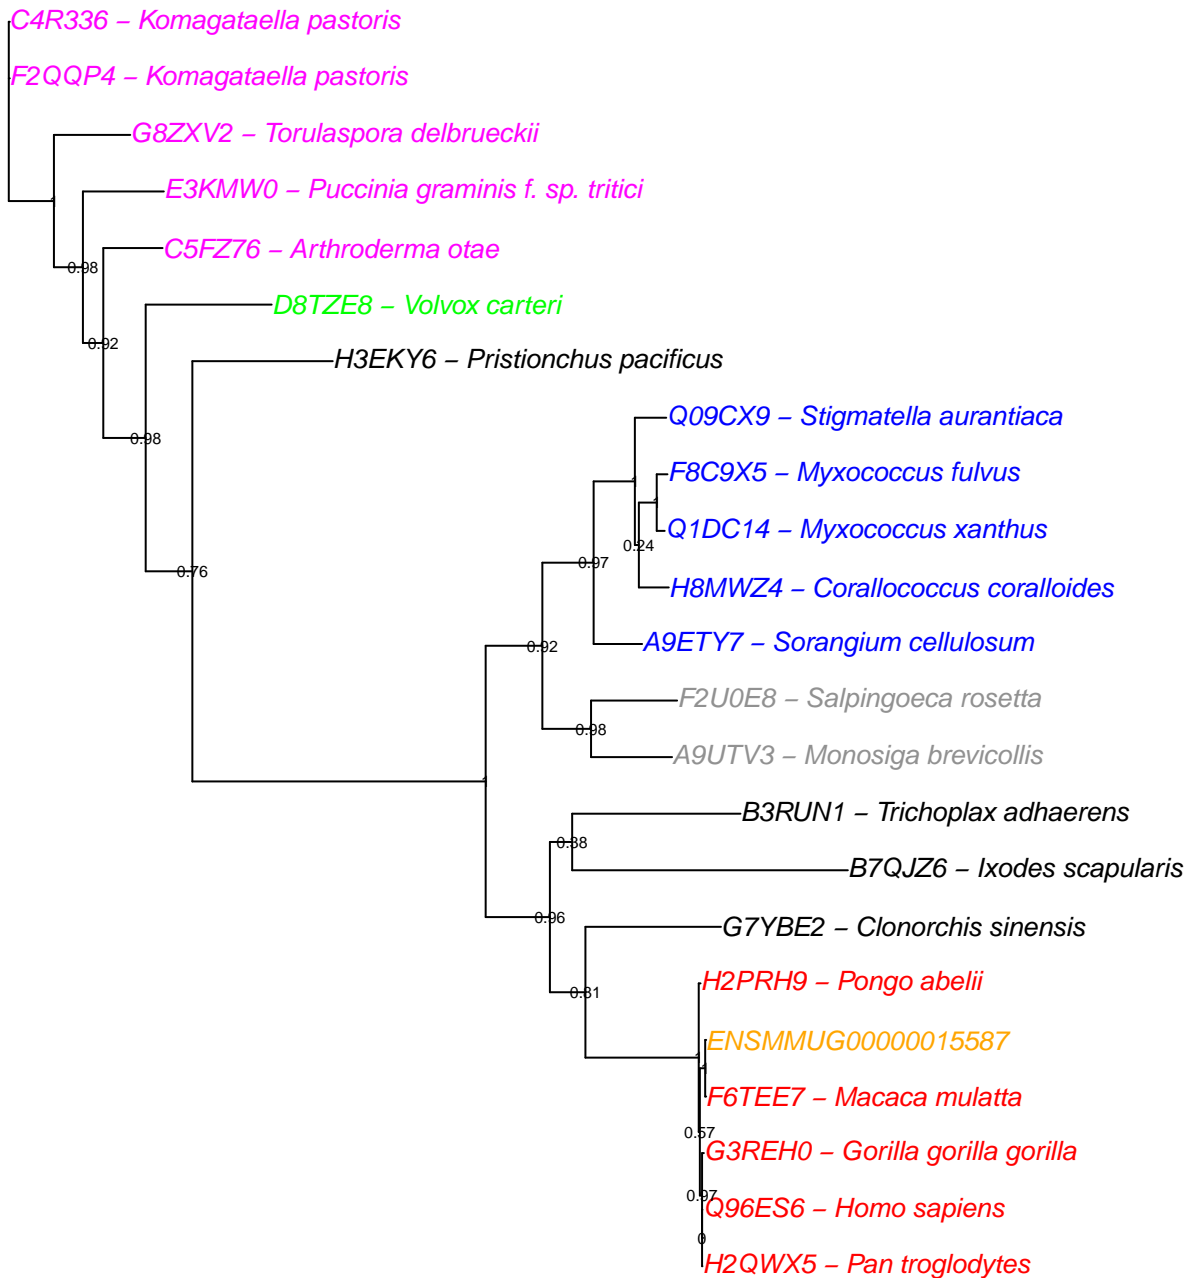 C4R336 – Komagataella pastoris
F2QQP4 – Komagataella pastoris
G8ZXV2 – Torulaspora delbrueckii
E3KMW0 – Puccinia graminis f. sp. tritici
C5FZ76 – Arthroderma otae
0.98
D8TZE8 – Volvox carteri
0.92
H3EKY6 – Pristionchus pacificus
Q09CX9 – Stigmatella aurantiaca
0.98
F8C9X5 – Myxococcus fulvus
Q1DC14 – Myxococcus xanthus
0.24
0.97
0.76
H8MWZ4 – Corallococcus coralloides
A9ETY7 – Sorangium cellulosum
0.92
F2U0E8 – Salpingoeca rosetta
0.98
A9UTV3 – Monosiga brevicollis
B3RUN1 – Trichoplax adhaerens
B7QJZ6 – Ixodes scapularis
0.96
G7YBE2 – Clonorchis sinensis
H2PRH9 – Pongo abelii
ENSMMUG00000015587
F6TEE7 – Macaca mulatta
0.57
G3REH0 – Gorilla gorilla gorilla
0.97
Q96ES6 – Homo sapiens
0
H2QWX5 – Pan troglodytes